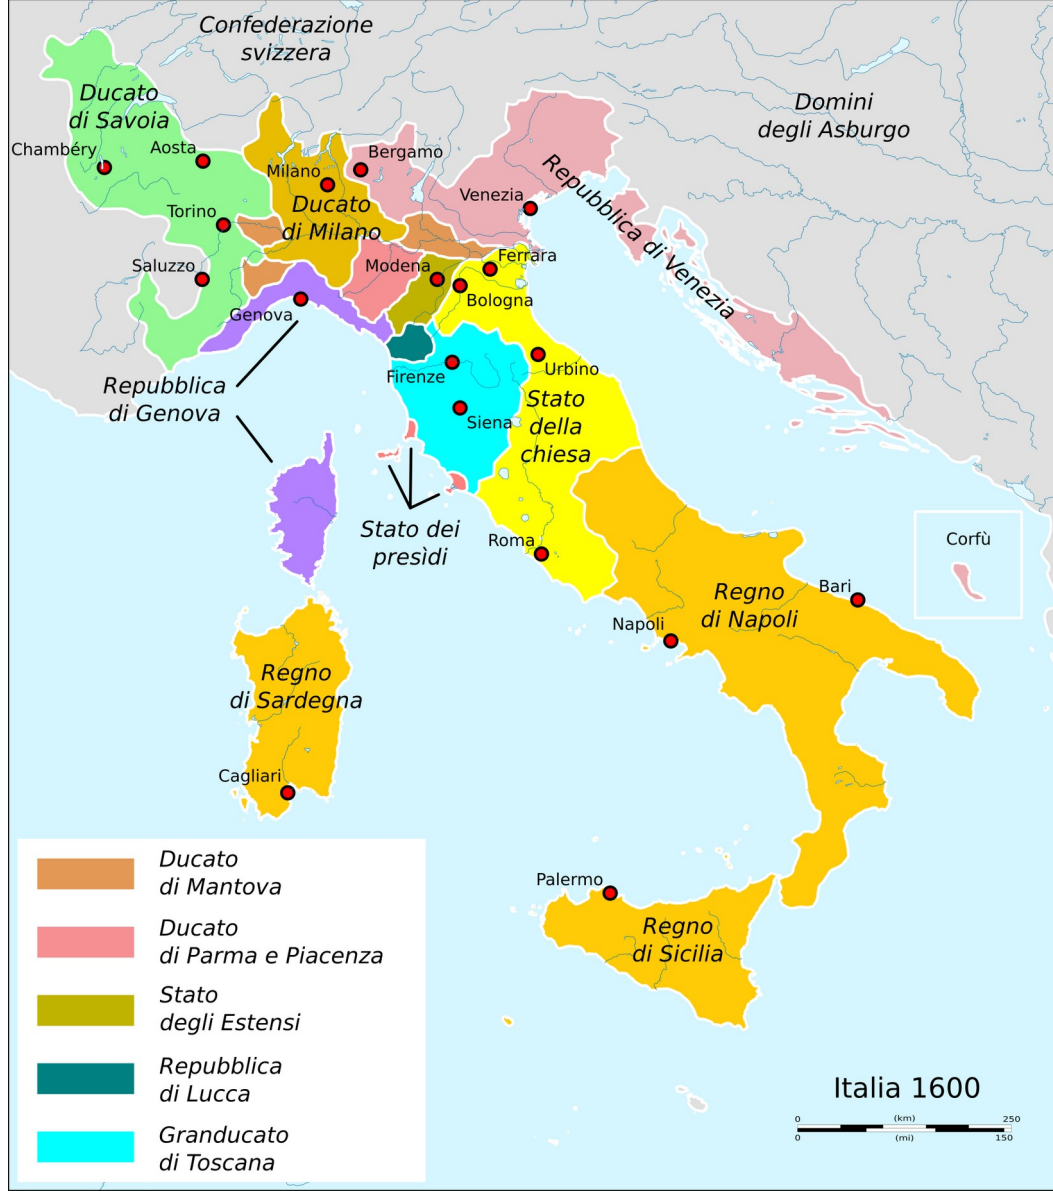 Confederazione
svizzera
Ducato
di Savoia
Domini
degli Asburgo
Chambéry
Aosta
Bergamo
Milano
Ducato
di Milano
Venezia
Repubblica di Venezia
Torino
Saluzzo
Modena
Ferrara
Bologna
Genova
Repubblica
di Genova
Firenze
Urbino
Siena
Stato
della
chiesa
Stato dei
presìdi
Roma
Corfù
Regno
di Napoli
Bari
Napoli
Regno
di Sardegna
Cagliari
Palermo
Regno
di Sicilia
Ducato
di Mantova
Ducato
di Parma e Piacenza
Stato
degli Estensi
Repubblica
di Lucca
Granducato
di Toscana
Italia 1600
0 (km) 250
0 (mi) 150